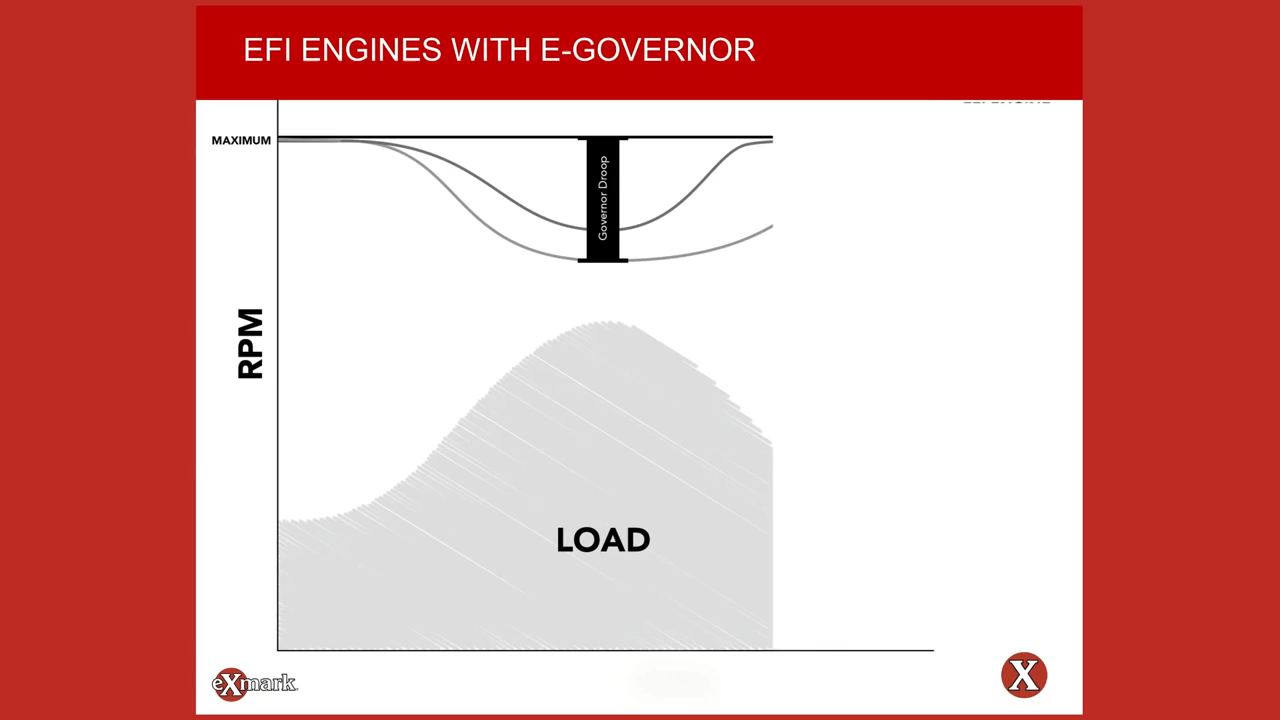 EFI ENGINES WITH E-GOVERNOR
MAXIMUM
Governor Droop
RPM
LOAD
eXmark
X